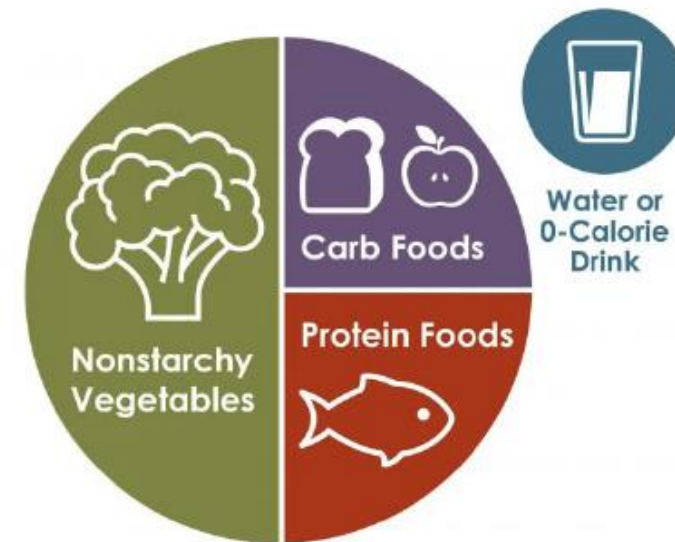 Nonstarchy
Vegetables
Carb Foods
Protein Foods
Water or
0-Calorie
Drink